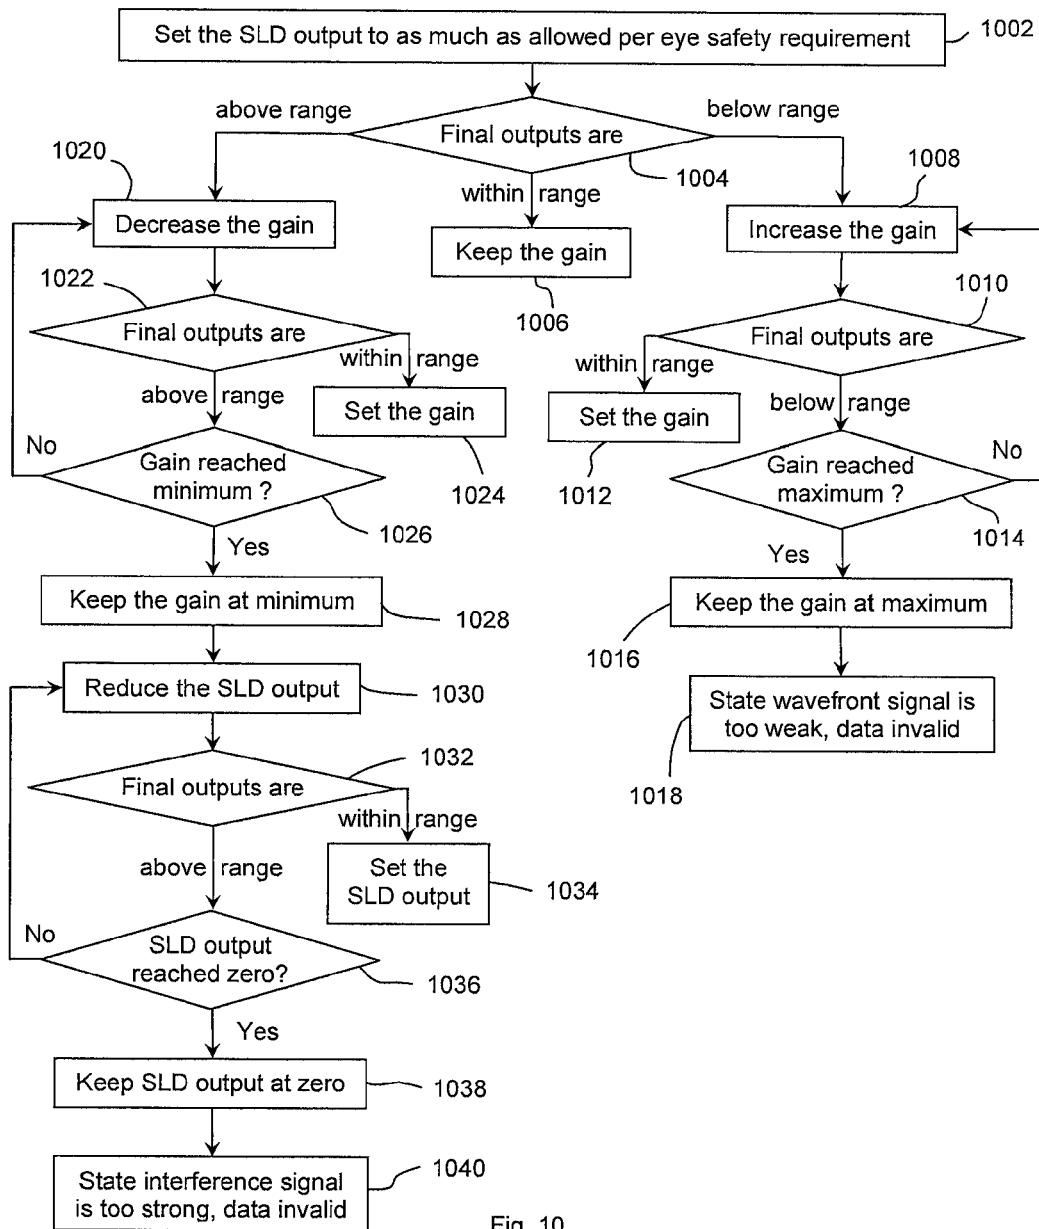 Set the SLD output to as much as allowed per eye safety requirement
1002
above range
below range
Final outputs are
1004
within range
1020
Decrease the gain
Keep the gain
1006
1008
Increase the gain
1022
Final outputs are
within range
above range
Set the gain
1024
No
Gain reached
minimum ?
1026
Yes
Keep the gain at minimum
1028
Reduce the SLD output
1030
1032
Final outputs are
within range
above range
Set the
SLD output
1034
No
SLD output
reached zero?
1036
Yes
Keep SLD output at zero
1038
State interference signal
is too strong, data invalid
1040
1010
Final outputs are
within range
below range
Set the gain
1012
No
Gain reached
maximum ?
1014
Yes
Keep the gain at maximum
1016
State wavefront signal is
too weak, data invalid
1018
Fig. 10